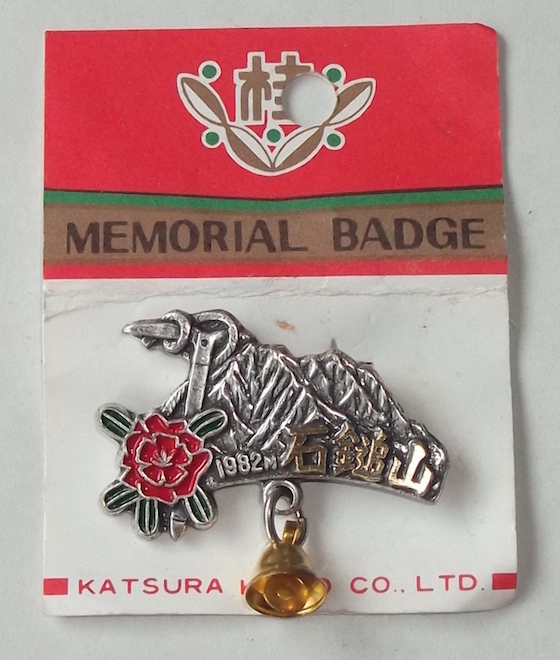 桂
MEMORIAL BADGE
1982M 石鎚山
KATSURA CO., LTD.